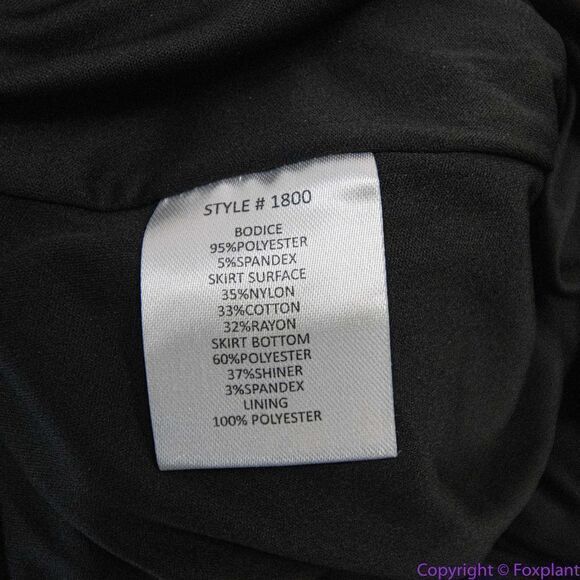 STYLE # 1800
BODICE
95%POLYESTER
5%SPANDEX
SKIRT SURFACE
35%NYLON
33%COTTON
32%RAYON
SKIRT BOTTOM
60%POLYESTER
37%SHINER
3%SPANDEX
LINING
100% POLYESTER
Copyright © Foxplant